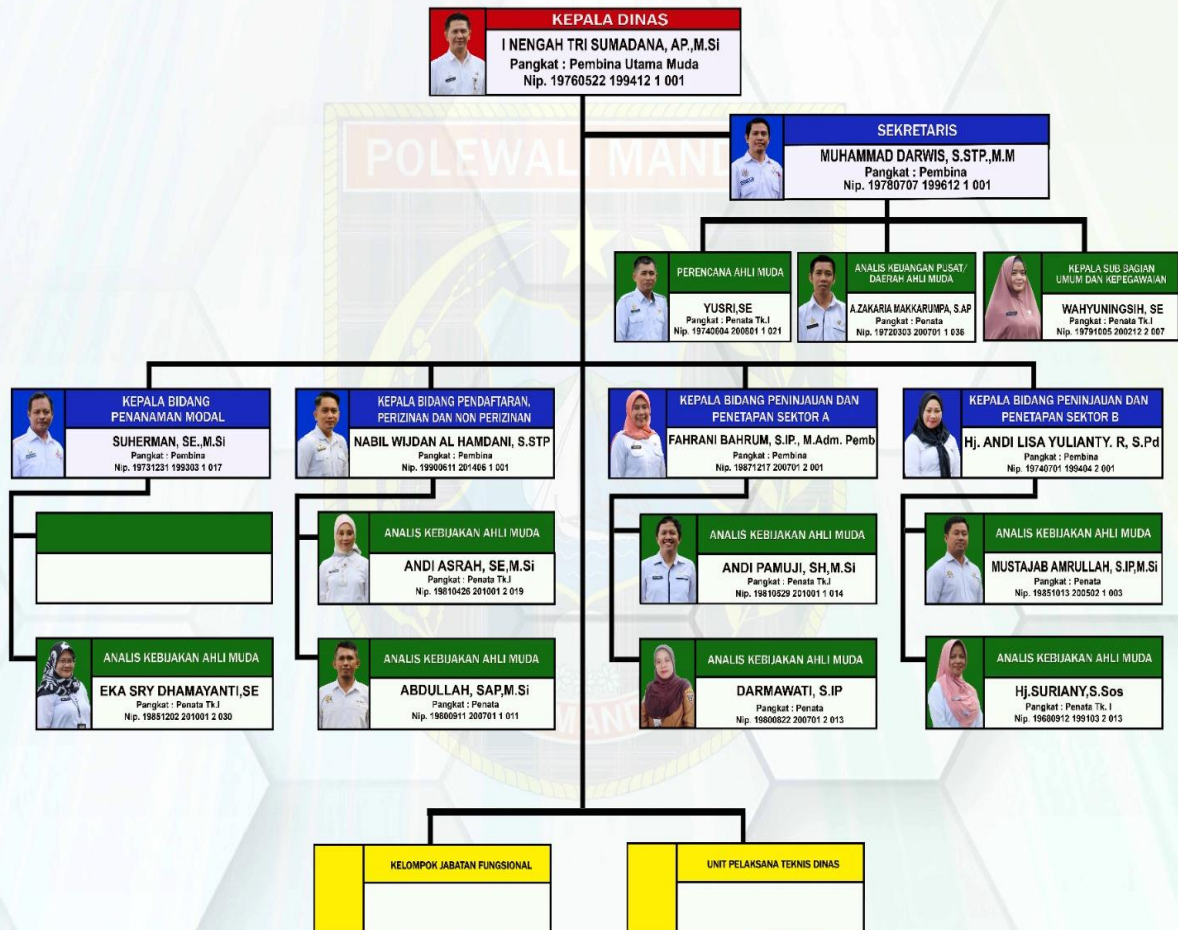 KEPALA DINAS
I NENGAH TRI SUMADANA, AP.,M.Si
Pangkat : Pembina Utama Muda
Nip. 19760522 199412 1 001
POLEWALI MAND
SEKRETARIS
MUHAMMAD DARWIS, S.STP.,M.M
Pangkat : Pembina
Nip. 19780707 199612 1 001
PERENCANA AHLI MUDA
YUSRI,SE
Pangkat : Penata Tk.I
Nip. 19740604 200801 1 021
ANALIS KEUANGAN PUSAT/
DAERAH AHLI MUDA
A.ZAKARIA MAKKARUMPA, S.AP
Pangkat : Penata
Nip. 19720303 200701 1 036
KEPALA SUB BAGIAN
UMUM DAN KEPEGAWAIAN
WAHYUNINGSIH, SE
Pangkat : Penata Tk.I
Nip. 19791005 200212 2 007
KEPALA BIDANG
PENANAMAN MODAL
SUHERMAN, SE.,M.Si
Pangkat : Pembina
Nip. 19731231 199303 1 017
KEPALA BIDANG PENDAFTARAN,
PERIZINAN DAN NON PERIZINAN
NABIL WIJDAN AL HAMDANI, S.STP
Pangkat : Pembina
Nip. 19900611 201406 1 001
KEPALA BIDANG PENINJAUAN DAN
PENETAPAN SEKTOR A
FAHRANI BAHRUM, S.IP., M.Adm. Pemb
Pangkat : Pembina
Nip. 19871217 200701 2 001
KEPALA BIDANG PENINJAUAN DAN
PENETAPAN SEKTOR B
Hj. ANDI LISA YULIANTY. R, S.Pd
Pangkat : Pembina
Nip. 19740701 199404 2 001
ANALIS KEBIJAKAN AHLI MUDA
ANDI ASRAH, SE,M.Si
Pangkat : Penata Tk.I
Nip. 19810426 201001 2 019
ANALIS KEBIJAKAN AHLI MUDA
ANDI PAMUJI, SH,M.Si
Pangkat : Penata Tk.I
Nip. 19810529 201001 1 014
ANALIS KEBIJAKAN AHLI MUDA
MUSTAJAB AMRULLAH, S.IP,M.Si
Pangkat : Penata
Nip. 19851013 200502 1 003
ANALIS KEBIJAKAN AHLI MUDA
EKA SRY DHAMAYANTI,SE
Pangkat : Penata Tk.I
Nip. 19851202 201001 2 030
ANALIS KEBIJAKAN AHLI MUDA
ABDULLAH, SAP,M.Si
Pangkat : Penata
Nip. 19800911 200701 1 011
ANALIS KEBIJAKAN AHLI MUDA
DARMAWATI, S.IP
Pangkat : Penata
Nip. 19800822 200701 2 013
ANALIS KEBIJAKAN AHLI MUDA
Hj.SURIANY,S.Sos
Pangkat : Penata Tk. I
Nip. 19680912 199103 2 013
KELOMPOK JABATAN FUNGSIONAL
UNIT PELAKSANA TEKNIS DINAS